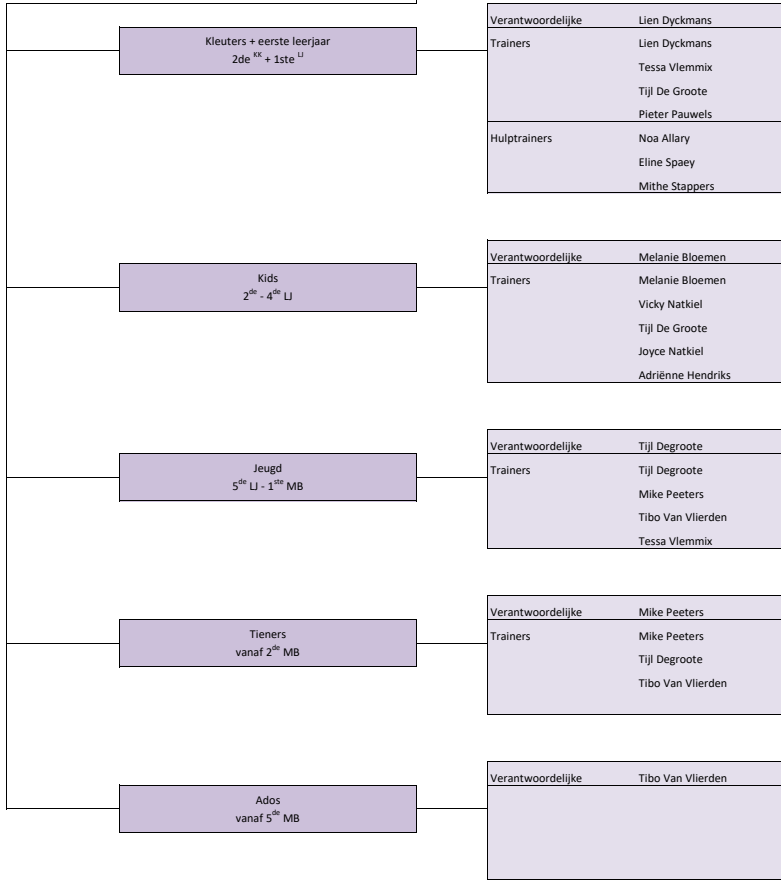 Kleuters + eerste leerjaar
2de KK + 1ste LJ
Verantwoordelijke Lien Dyckmans
Trainers Lien Dyckmans
Tessa Vlemmix
Tijl De Groote
Pieter Pauwels
Hulptrainers Noa Allary
Eline Spaey
Mithe Stappers
Kids
2de - 4de LJ
Verantwoordelijke Melanie Bloemen
Trainers Melanie Bloemen
Vicky Natkiel
Tijl De Groote
Joyce Natkiel
Adriënne Hendriks
Jeugd
5de LJ - 1ste MB
Verantwoordelijke Tijl Degroote
Trainers Tijl Degroote
Mike Peeters
Tibo Van Vlierden
Tessa Vlemmix
Tieners
vanaf 2de MB
Verantwoordelijke Mike Peeters
Trainers Mike Peeters
Tijl Degroote
Tibo Van Vlierden
Ados
vanaf 5de MB
Verantwoordelijke Tibo Van Vlierden